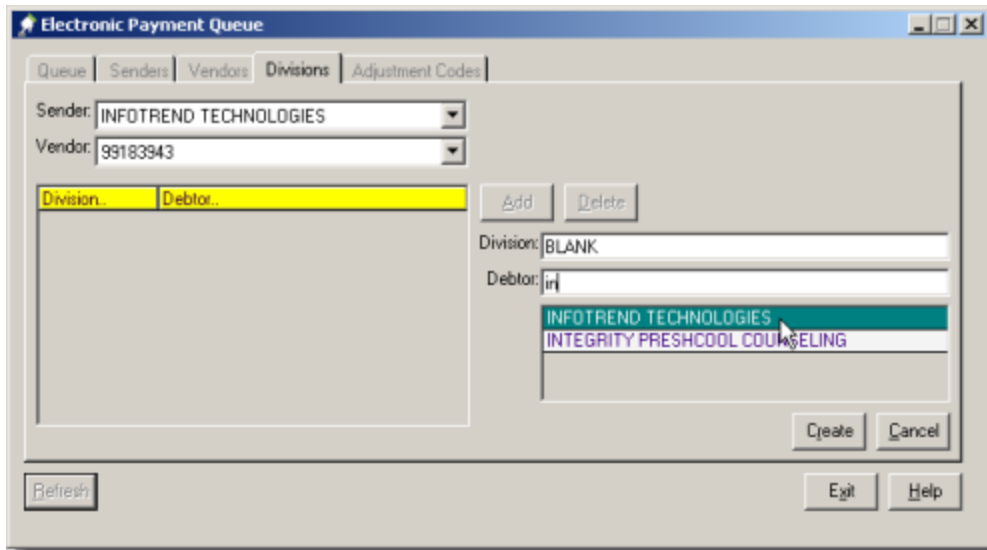 Electronic Payment Queue
Queue Senders Vendors Divisions Adjustment Codes
Sender: INFOTREND TECHNOLOGIES
Vendor: 99183943
Division.. Debtor.. Add Delete
Division: BLANK
Debtor: in
INFOTREND TECHNOLOGIES
INTEGRITY PRESHCOOL COUNSELING
Create Cancel
Refresh Exit Help